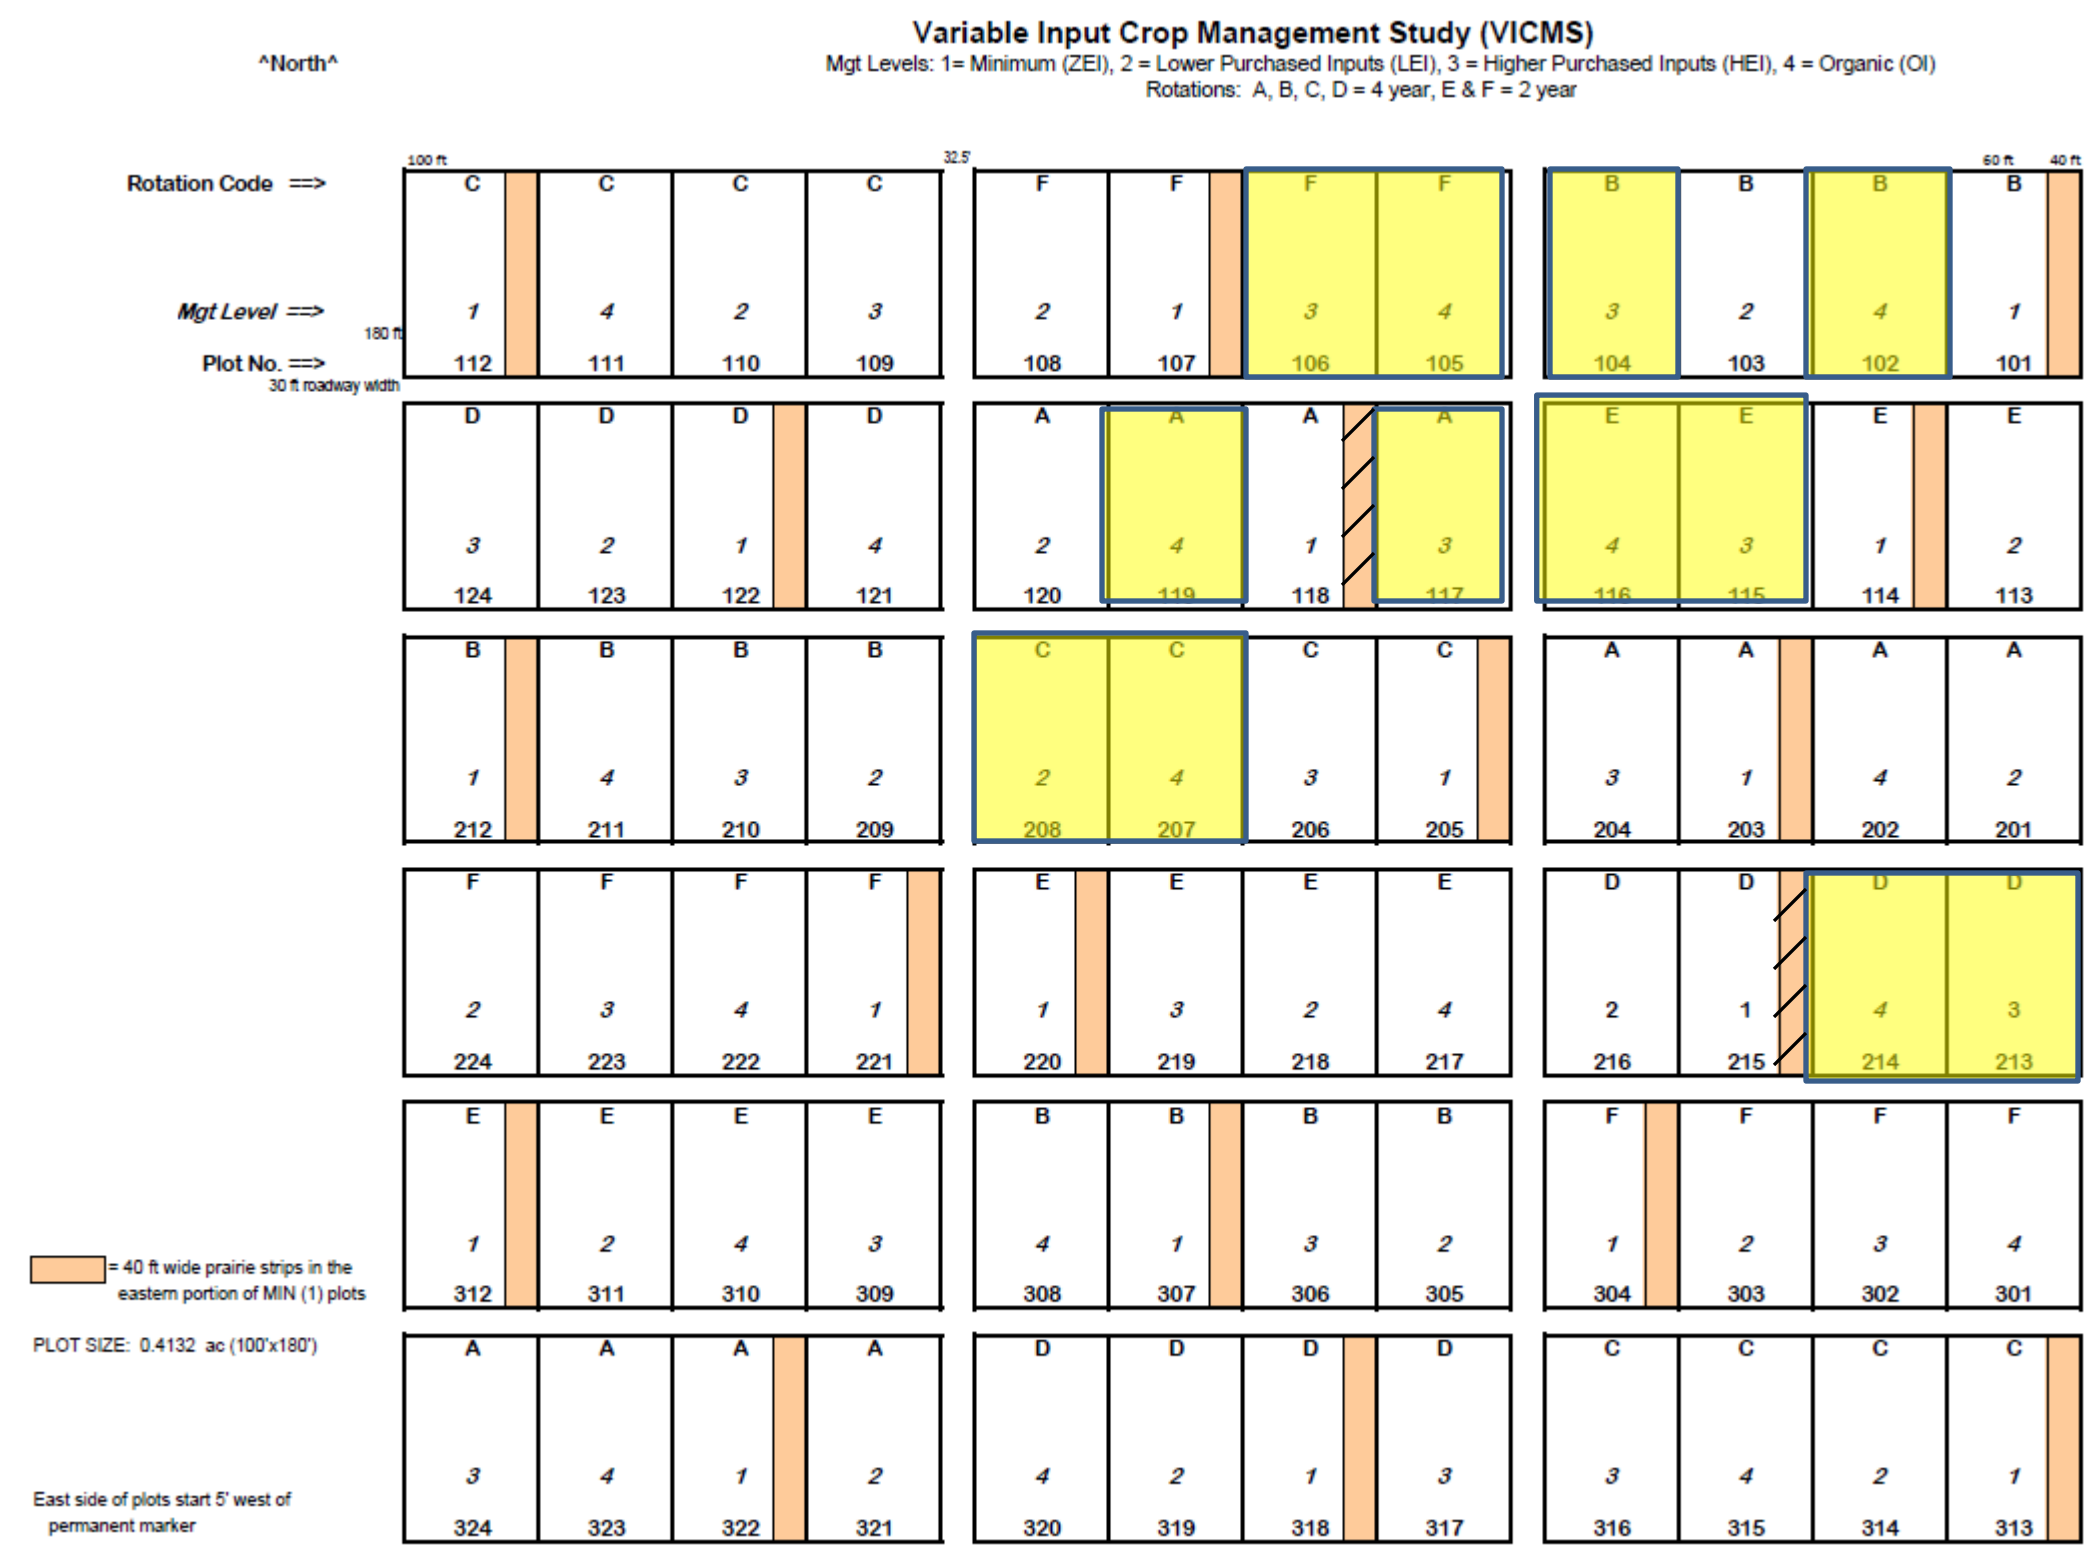 Variable Input Crop Management Study (VICMS)
^North^
Mgt Levels: 1= Minimum (ZEI), 2 = Lower Purchased Inputs (LEI), 3 = Higher Purchased Inputs (HEI), 4 = Organic (OI)
Rotations: A, B, C, D = 4 year, E & F = 2 year
100 ft 32.5' 60 ft 40 ft
Rotation Code ==> C C C C F F F F B B B B
Mgt Level ==> 1 4 2 3 2 1 3 4 3 2 4 1
180 ft
Plot No. ==> 112 111 110 109 108 107 106 105 104 103 102 101
30 ft roadway width
D D D D A A A A E E E E
3 2 1 4 2 4 1 3 4 3 1 2
124 123 122 121 120 119 118 117 116 115 114 113
B B B B C C C C A A A A
1 4 3 2 2 4 3 1 3 1 4 2
212 211 210 209 208 207 206 205 204 203 202 201
F F F F E E E E D D D D
2 3 4 1 1 3 2 4 2 1 4 3
224 223 222 221 220 219 218 217 216 215 214 213
E E E E B B B B F F F F
1 2 4 3 4 1 3 2 1 2 3 4
= 40 ft wide prairie strips in the
eastern portion of MIN (1) plots
312 311 310 309 308 307 306 305 304 303 302 301
PLOT SIZE: 0.4132 ac (100'x180')
A A A A D D D D C C C C
3 4 1 2 4 2 1 3 3 4 2 1
East side of plots start 5' west of
permanent marker
324 323 322 321 320 319 318 317 316 315 314 313